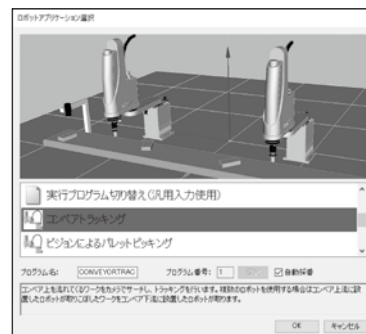 ロボットアプリケーション選択
実行プログラム切り替え(汎用入力使用)
コンベアトラッキング
ビジョンによるパレットピッキング
プログラム名: CONVEYORTRAC プログラム番号: 1 自動採番
コンベア上を流れてくるワークをカメラでサーチし、トラッキングを行います。複数のロボットを使用する場合はコンベア上流に設
置したロボットが取りこぼしたワークをコンベア下流に設置したロボットが取ります。
OK キャンセル